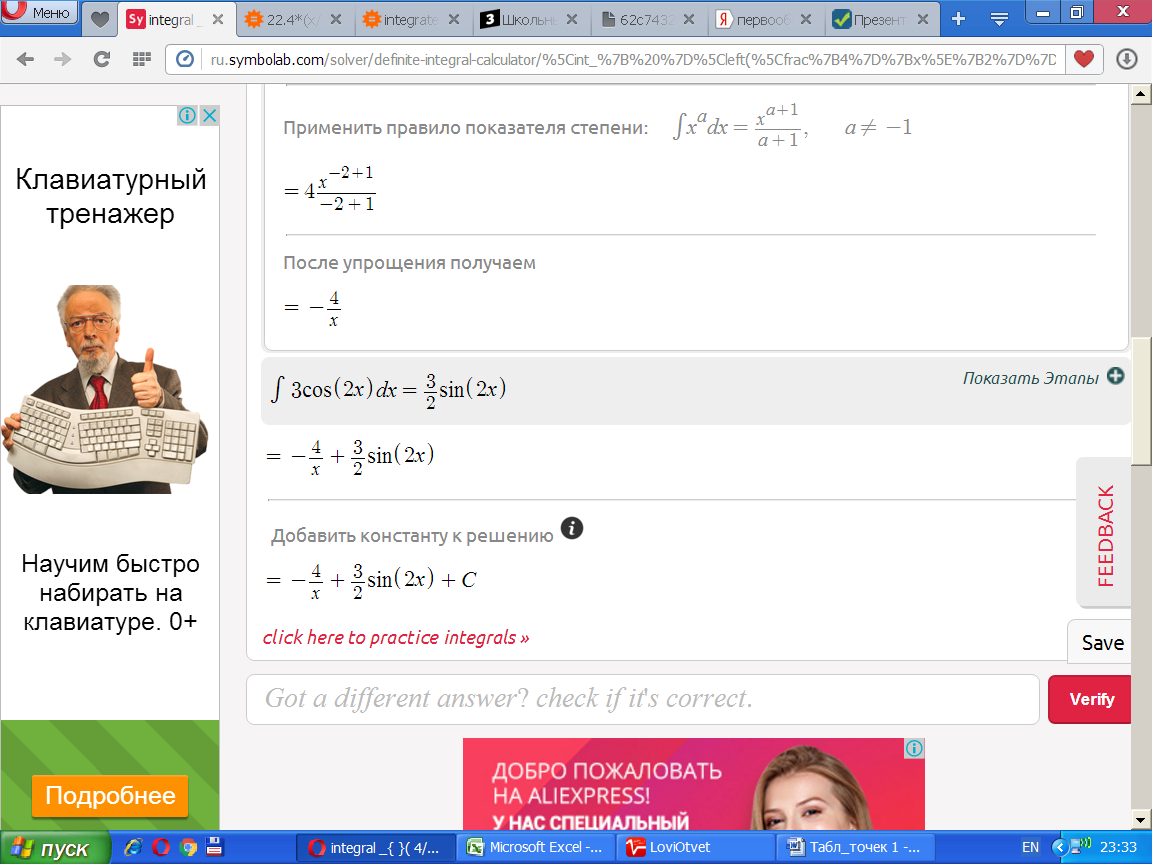 Меню
integral _
22.4*(x/
integrate
Школьны
62c7432
первооб
Презент
ru.symbolab.com/solver/definite-integral-calculator/%5Cint_%7B%20%7D%5Cleft(%5Cfrac%7B4%7D%7Bx%5E%7B2%7D%7D
Клавиатурный
тренажер
Научим быстро
набирать на
клавиатуре. 0+
Подробнее
Применить правило показателя степени: ∫x^a dx = x^(a+1)/(a+1), a ≠ −1
= 4 x^(−2+1)/(−2+1)
После упрощения получаем
= −4/x
∫ 3cos(2x)dx = 3/2 sin(2x)
Показать Этапы
= −4/x + 3/2 sin(2x)
Добавить константу к решению
= −4/x + 3/2 sin(2x) + C
click here to practice integrals »
FEEDBACK
Save
Got a different answer? check if it's correct.
Verify
ДОБРО ПОЖАЛОВАТЬ
НА ALIEXPRESS!
У НАС СПЕЦИАЛЬНЫЙ
пуск
integral _{ }( 4/...
Microsoft Excel -...
LoviOtvet
Табл_точек 1 -...
EN
23:33